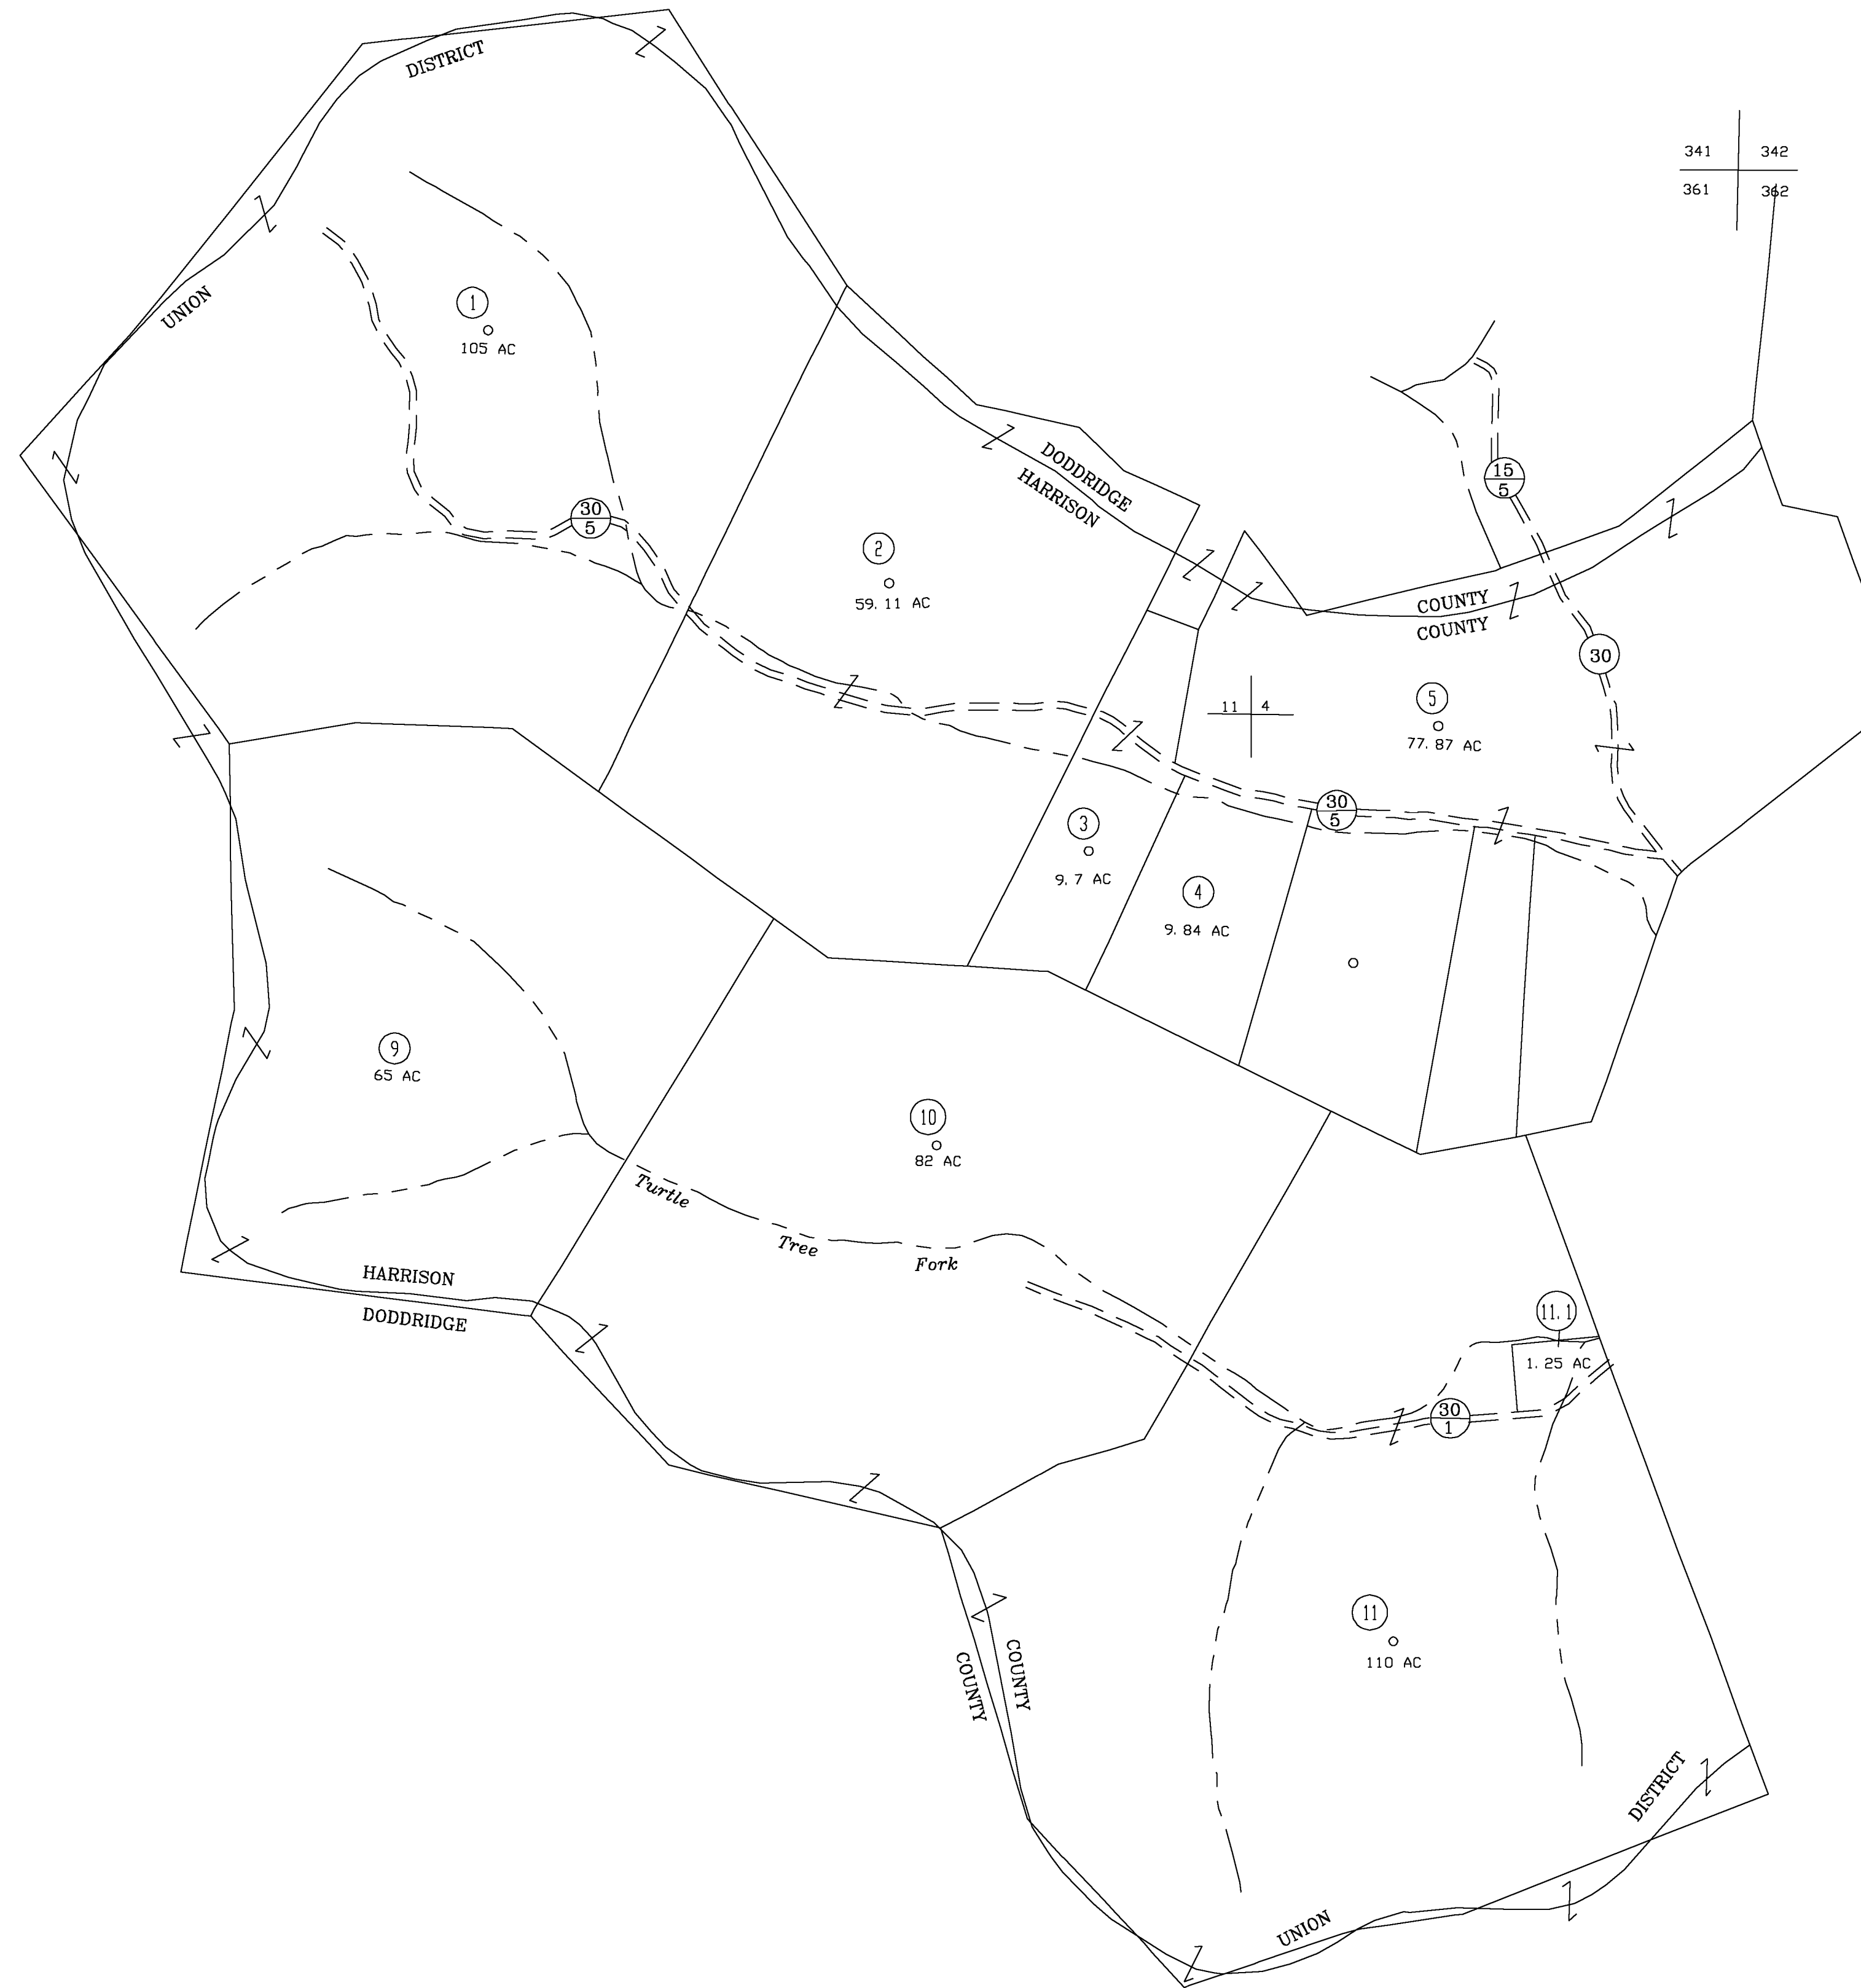 DISTRICT
341 342
361 362
UNION
1
105 AC
DODDRIDGE
HARRISON
15
5
30
5
2
59.11 AC
COUNTY
COUNTY
30
5
77.87 AC
11 4
30
5
3
9.7 AC
4
9.84 AC
9
65 AC
10
82 AC
Turtle Tree Fork
HARRISON
DODDRIDGE
11.1
1.25 AC
30
1
11
110 AC
COUNTY
COUNTY
DISTRICT
UNION